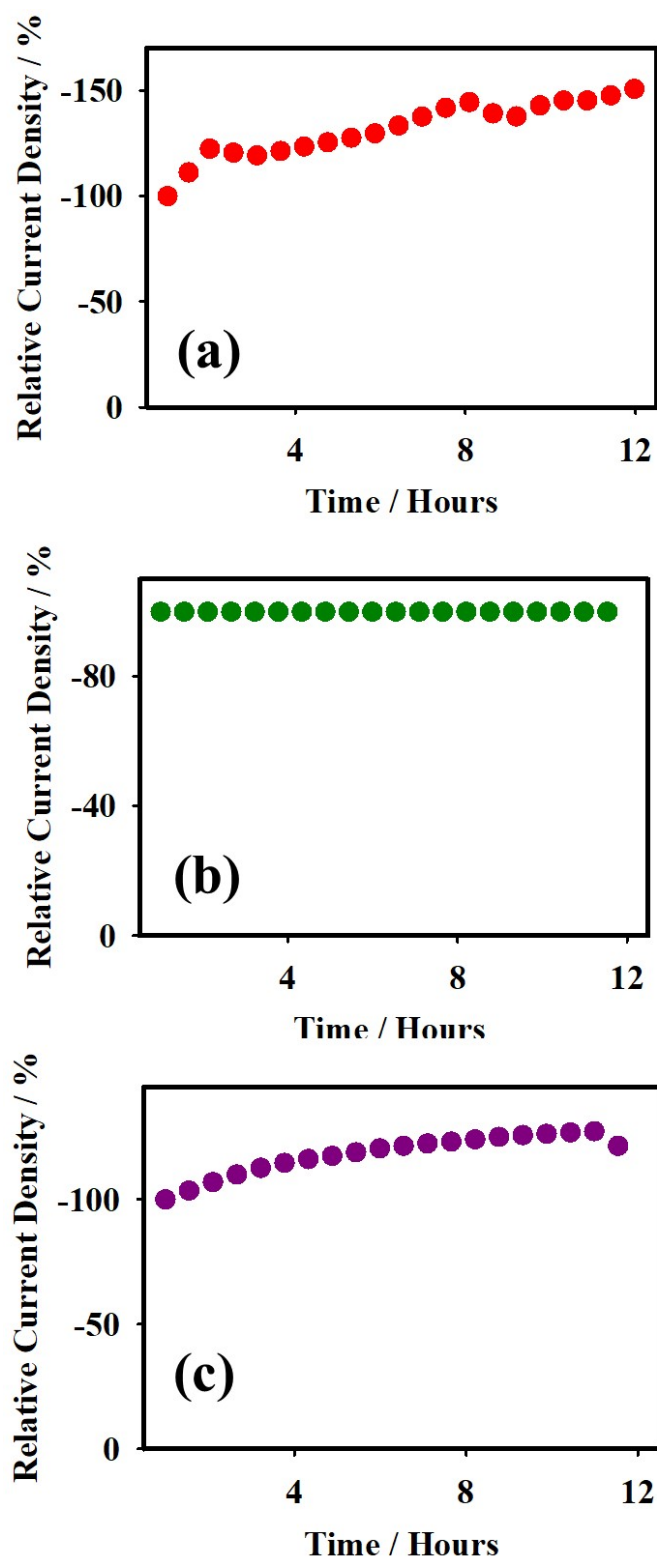 Relative Current Density / %
-150
-100
-50
0
(a)
4
8
12
Time / Hours
Relative Current Density / %
-80
-40
0
(b)
4
8
12
Time / Hours
Relative Current Density / %
-100
-50
0
(c)
4
8
12
Time / Hours